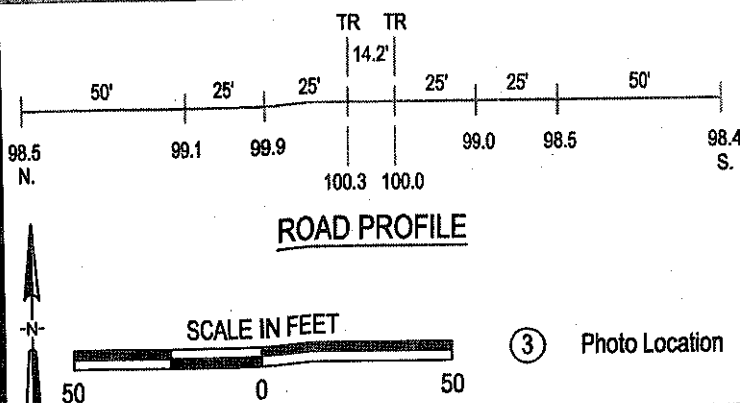 TR TR
14.2'
50' 25' 25' 25' 25' 50'
98.5 99.1 99.9 99.0 98.5 98.4
N. S.
100.3 100.0
ROAD PROFILE
-N-
SCALE IN FEET
50 0 50
3 Photo Location